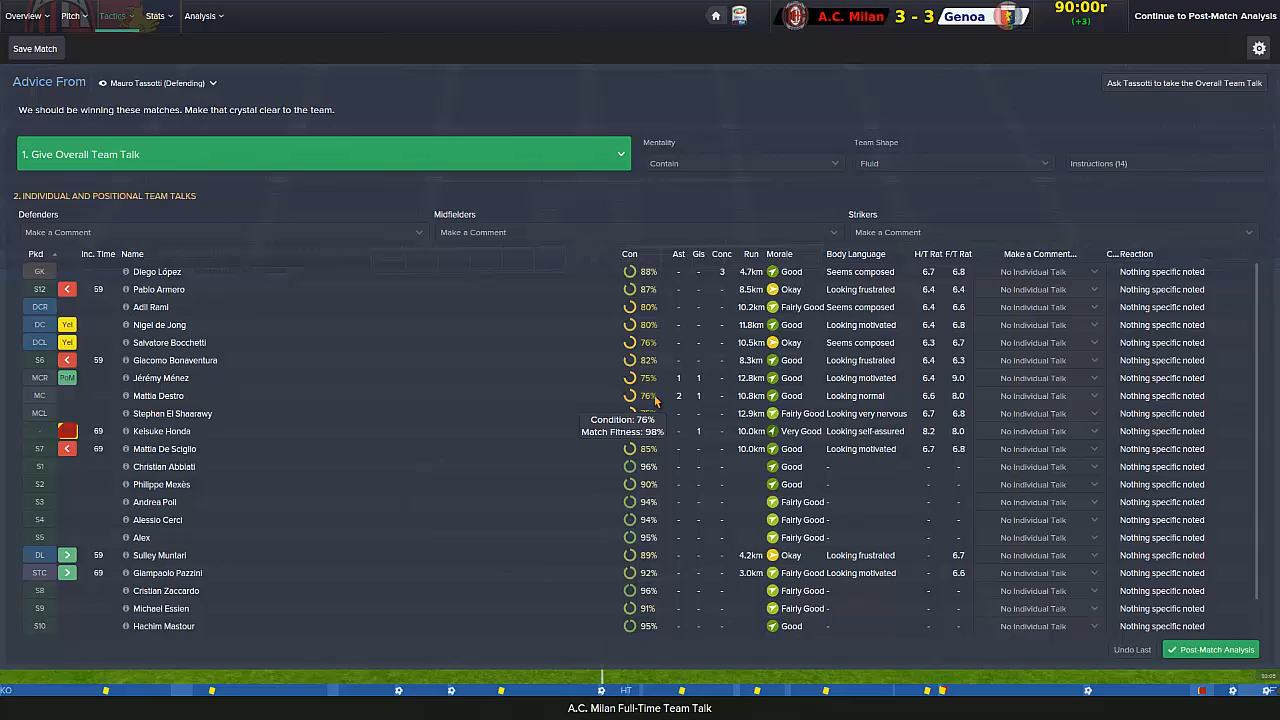 Overview Pitch Tactics Stats Analysis A.C. Milan 3 - 3 Genoa 90:00r (+3) Continue to Post-Match Analysis
Save Match
Advice From Mauro Tassotti (Defending) Ask Tassotti to take the Overall Team Talk
We should be winning these matches. Make that crystal clear to the team.
1. Give Overall Team Talk
Mentality Team Shape
Contain Fluid Instructions (14)
2. INDIVIDUAL AND POSITIONAL TEAM TALKS
Defenders Midfielders Strikers
Make a Comment Make a Comment Make a Comment
Pkd Inc. Time Name Con Ast Gls Conc Run Morale Body Language H/T Rat F/T Rat Make a Comment... C... Reaction
GK Diego López 88% - - 3 4.7km Good Seems composed 6.7 6.8 No Individual Talk Nothing specific noted
S12 59 Pablo Armero 87% - - - 8.5km Okay Looking frustrated 6.4 6.4 No Individual Talk Nothing specific noted
DCR Adil Rami 80% - - - 10.2km Fairly Good Seems composed 6.4 6.6 No Individual Talk Nothing specific noted
DC Yel Nigel de Jong 80% - - - 11.8km Good Looking motivated 6.4 6.8 No Individual Talk Nothing specific noted
DCL Yel Salvatore Bocchetti 76% - - - 10.5km Okay Seems composed 6.3 6.7 No Individual Talk Nothing specific noted
S6 59 Giacomo Bonaventura 82% - - - 8.3km Good Looking frustrated 6.4 6.3 No Individual Talk Nothing specific noted
MCR PoM Jérémy Ménez 75% 1 1 - 12.8km Good Looking motivated 6.4 9.0 No Individual Talk Nothing specific noted
MC Mattia Destro 76% 2 1 - 10.8km Good Looking normal 6.6 8.0 No Individual Talk Nothing specific noted
MCL Stephan El Shaarawy - - - 12.9km Fairly Good Looking very nervous 6.7 6.8 No Individual Talk Nothing specific noted
Condition: 76%
Match Fitness: 98%
- 69 Keisuke Honda - 1 - 10.0km Very Good Looking self-assured 8.2 8.0 No Individual Talk Nothing specific noted
S7 69 Mattia De Sciglio 85% - - - 10.0km Good Looking motivated 6.7 6.8 No Individual Talk Nothing specific noted
S1 Christian Abbiati 96% - - - Good - - - No Individual Talk Nothing specific noted
S2 Philippe Mexès 90% - - - Good - - - No Individual Talk Nothing specific noted
S3 Andrea Poli 94% - - - Fairly Good - - - No Individual Talk Nothing specific noted
S4 Alessio Cerci 94% - - - Fairly Good - - - No Individual Talk Nothing specific noted
S5 Alex 95% - - - Fairly Good - - - No Individual Talk Nothing specific noted
DL 59 Sulley Muntari 89% - - - 4.2km Okay Looking frustrated - 6.7 No Individual Talk Nothing specific noted
STC 69 Giampaolo Pazzini 92% - - - 3.0km Fairly Good Looking motivated - 6.6 No Individual Talk Nothing specific noted
S8 Cristian Zaccardo 96% - - - Fairly Good - - - No Individual Talk Nothing specific noted
S9 Michael Essien 91% - - - Fairly Good - - - No Individual Talk Nothing specific noted
S10 Hachim Mastour 95% - - - Good - - - No Individual Talk Nothing specific noted
Undo Last Post-Match Analysis
93:05
KO HT
A.C. Milan Full-Time Team Talk